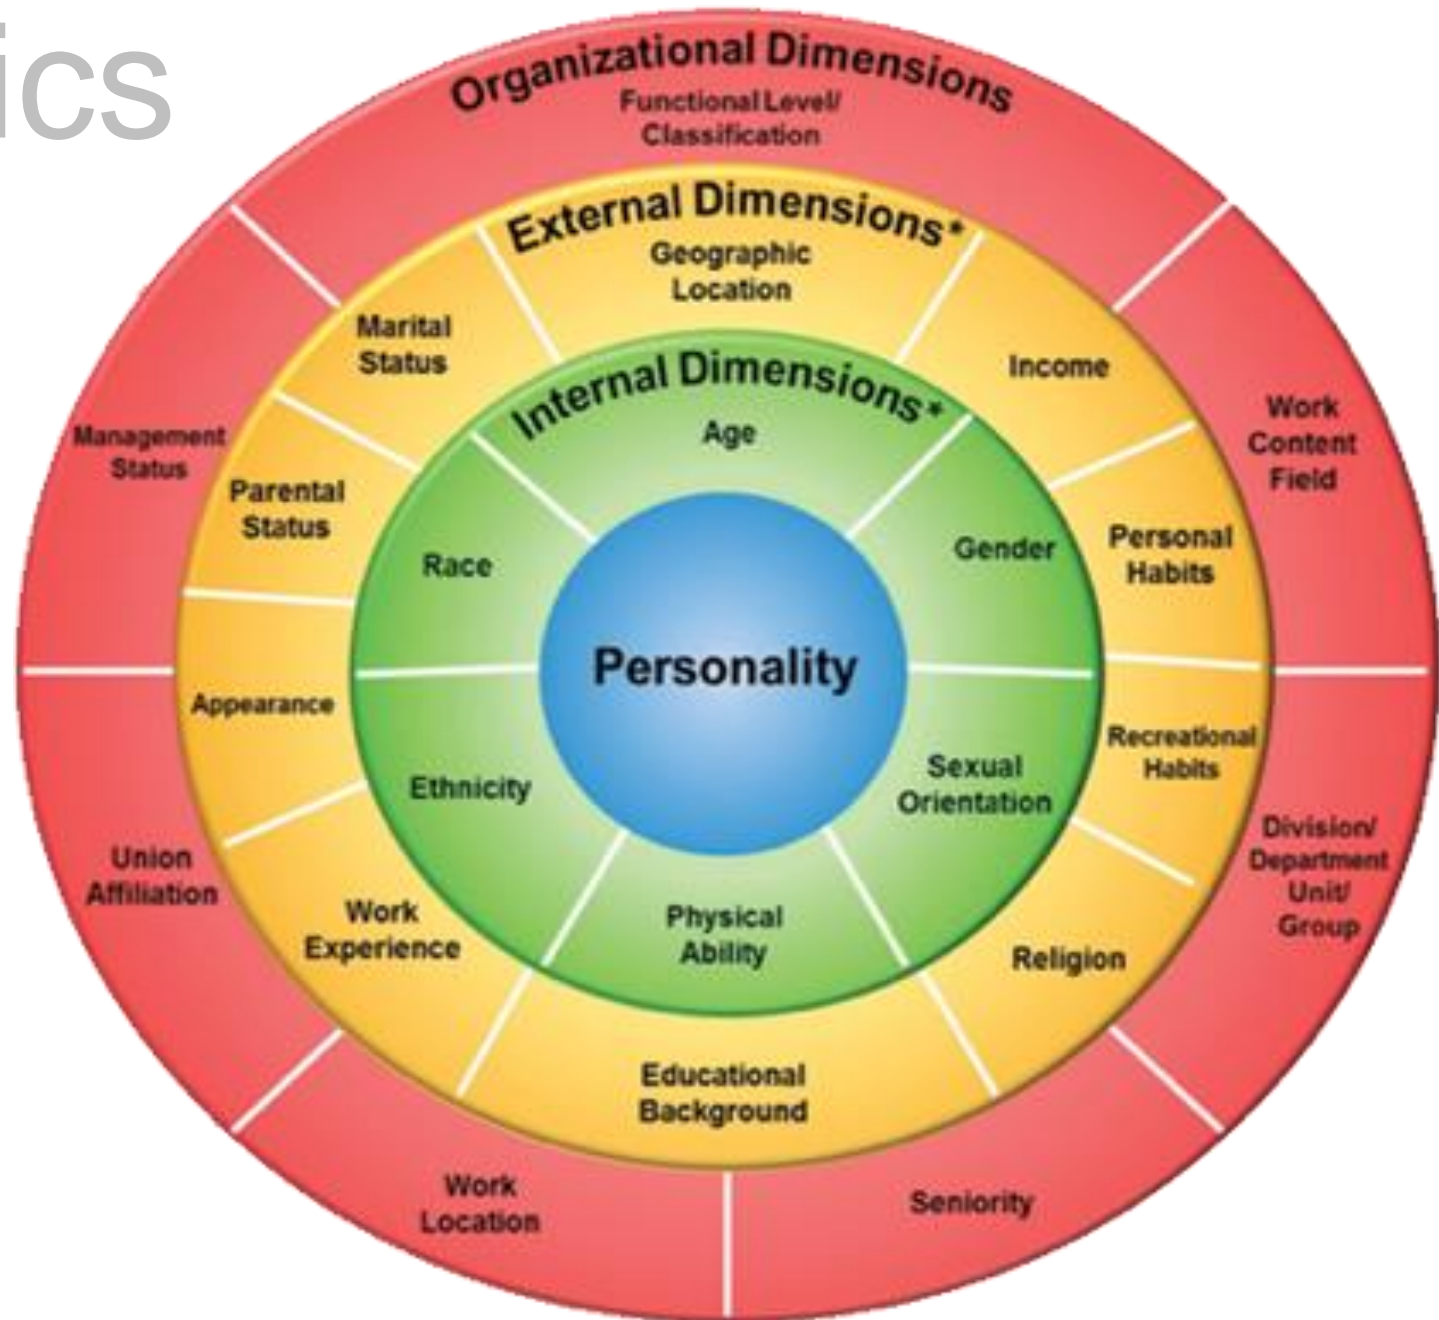 ics
Organizational Dimensions
Functional Level/
Classification
External Dimensions*
Geographic
Location
Internal Dimensions*
Age
Personality
Gender
Sexual
Orientation
Physical
Ability
Ethnicity
Race
Income
Personal
Habits
Recreational
Habits
Religion
Educational
Background
Work
Experience
Appearance
Parental
Status
Marital
Status
Work
Content
Field
Division/
Department
Unit/
Group
Seniority
Work
Location
Union
Affiliation
Management
Status